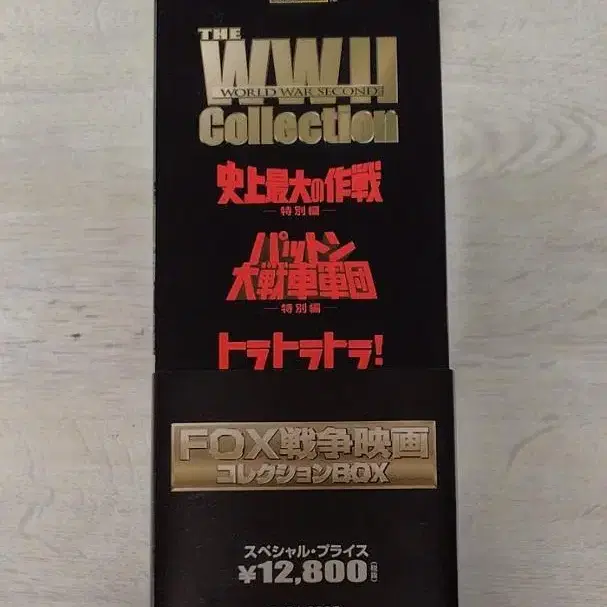 THE
WWII
WORLD WAR SECOND
Collection
史上最大の作戦
特別編
パットン
大戦車軍団
特別編
トラトラトラ!
FOX戦争映画
コレクションBOX
スペシャル・プライス
¥12,800(税抜)